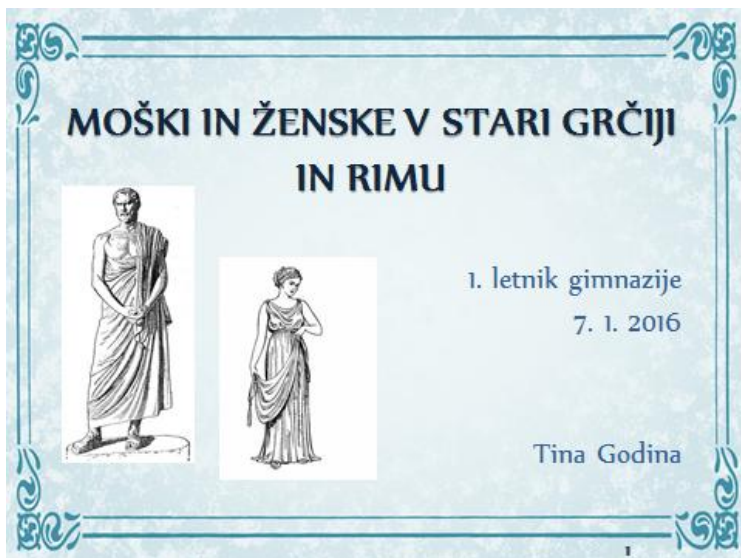 MOŠKI IN ŽENSKE V STARI GRČIJI
IN RIMU
1. letnik gimnazije
7. 1. 2016
Tina Godina
1